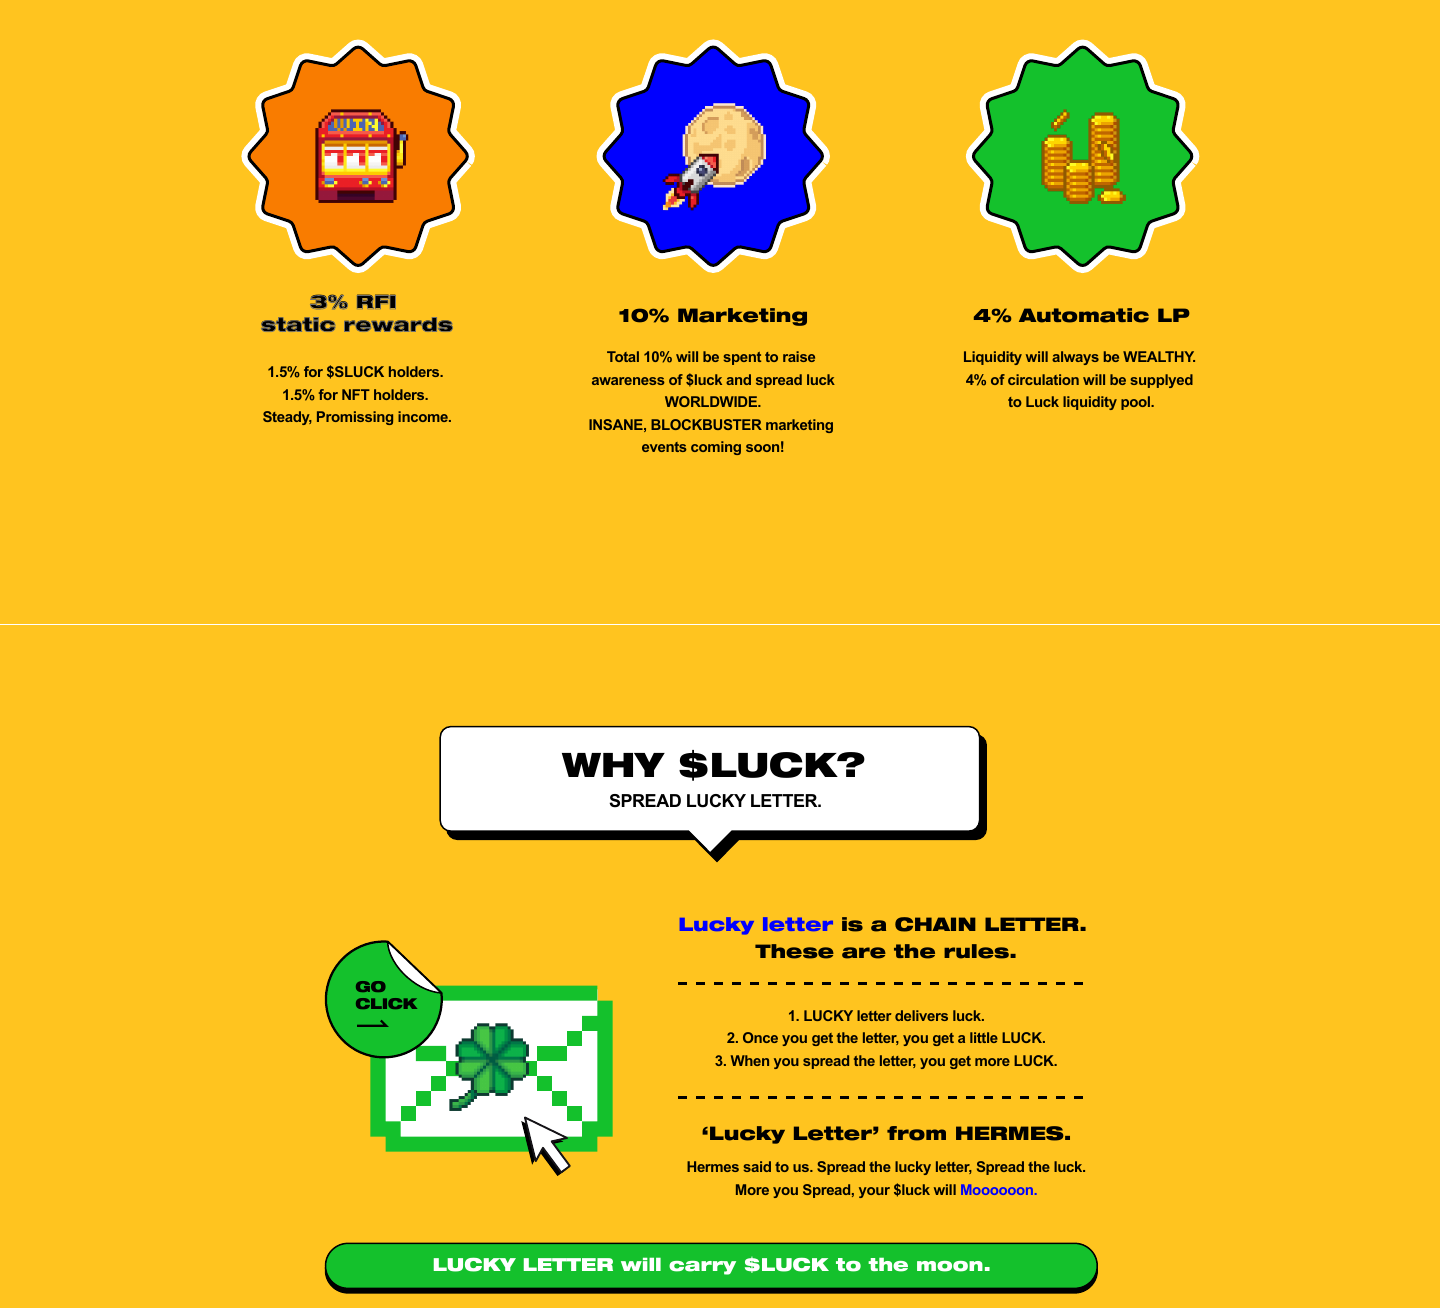 WIN
777
3% RFI
static rewards
1.5% for $SLUCK holders.
1.5% for NFT holders.
Steady, Promissing income.
10% Marketing
Total 10% will be spent to raise
awareness of $luck and spread luck
WORLDWIDE.
INSANE, BLOCKBUSTER marketing
events coming soon!
4% Automatic LP
Liquidity will always be WEALTHY.
4% of circulation will be supplyed
to Luck liquidity pool.
WHY $LUCK?
SPREAD LUCKY LETTER.
GO
CLICK
Lucky letter is a CHAIN LETTER.
These are the rules.
1. LUCKY letter delivers luck.
2. Once you get the letter, you get a little LUCK.
3. When you spread the letter, you get more LUCK.
‘Lucky Letter’ from HERMES.
Hermes said to us. Spread the lucky letter, Spread the luck.
More you Spread, your $luck will Moooooon.
LUCKY LETTER will carry $LUCK to the moon.